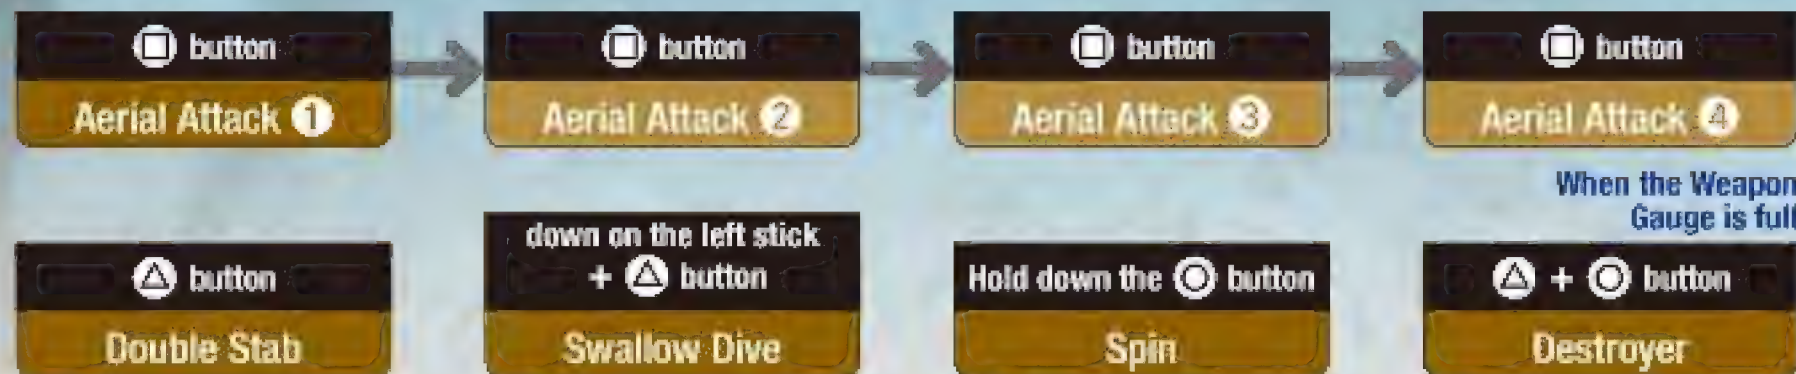 □ button
Aerial Attack 1
□ button
Aerial Attack 2
□ button
Aerial Attack 3
□ button
Aerial Attack 4
When the Weapon
Gauge is full
△ button
Double Stab
down on the left stick
+ △ button
Swallow Dive
Hold down the ○ button
Spin
△ + ○ button
Destroyer